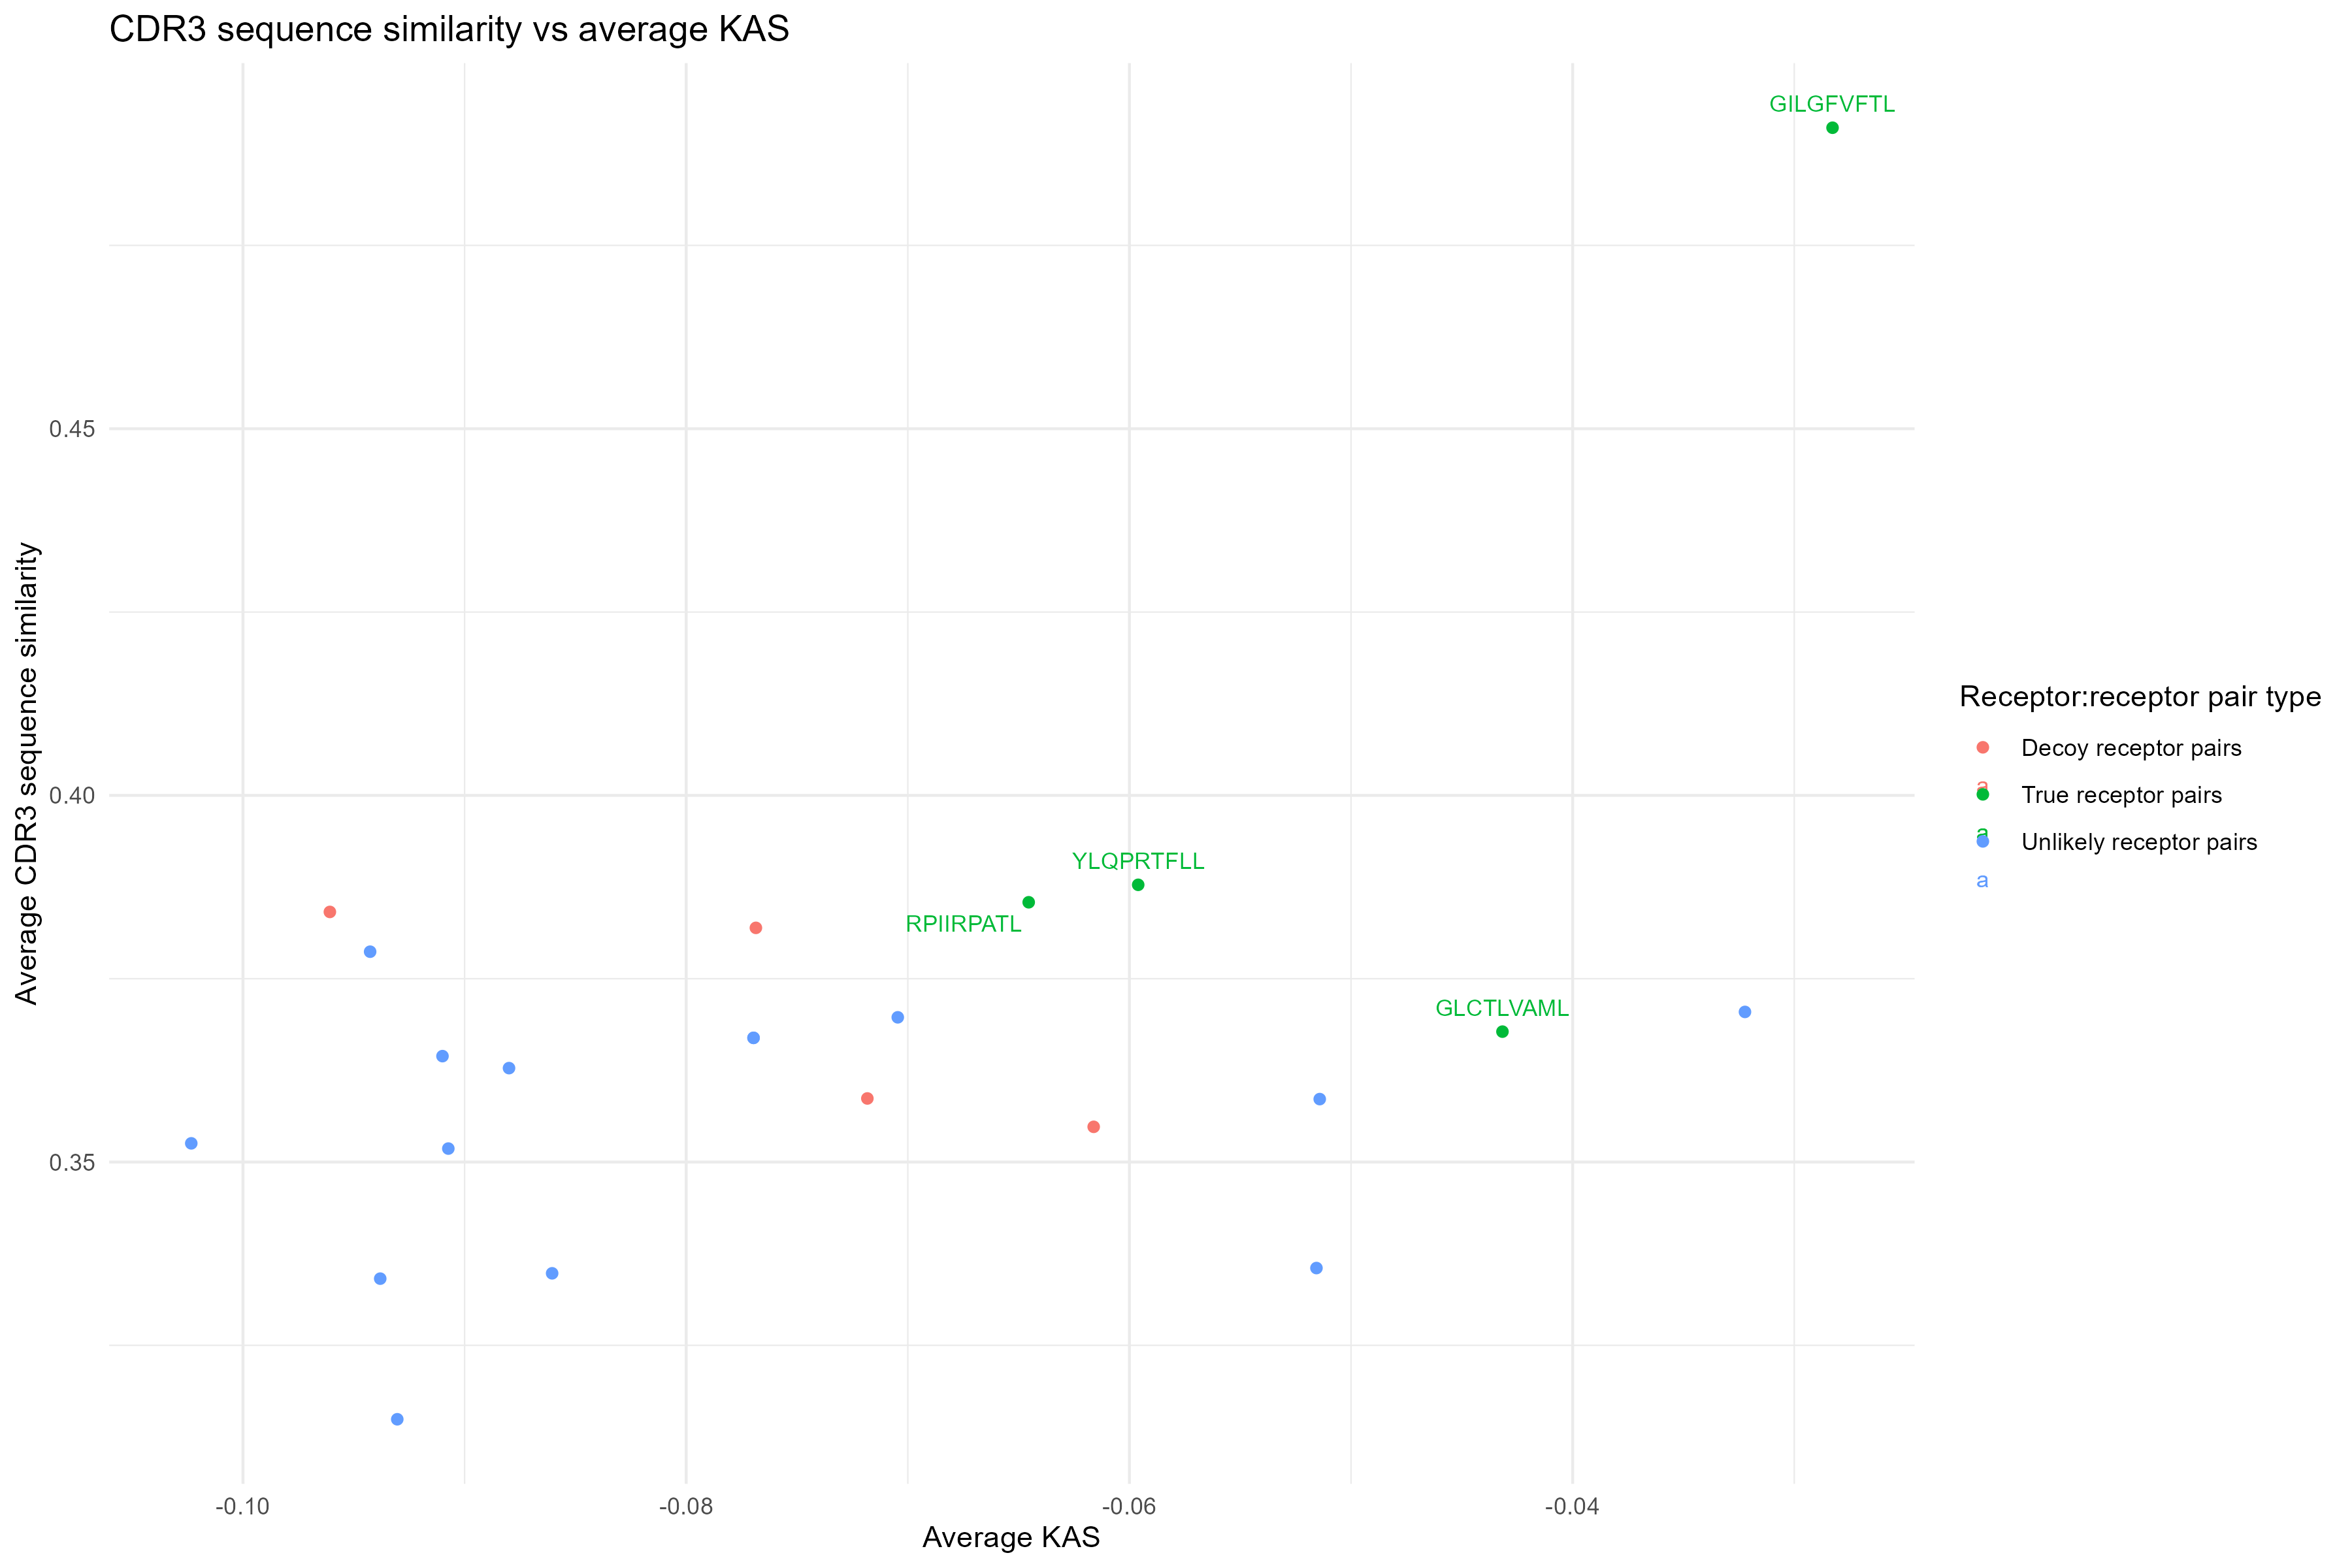 CDR3 sequence similarity vs average KAS
GILGFVFTL
0.45
Average CDR3 sequence similarity
Receptor:receptor pair type
Decoy receptor pairs
a
0.40
True receptor pairs
a
Unlikely receptor pairs
a
YLQPRTFLL
RPIIRPATL
GLCTLVAML
0.35
-0.10
-0.08
-0.06
-0.04
Average KAS